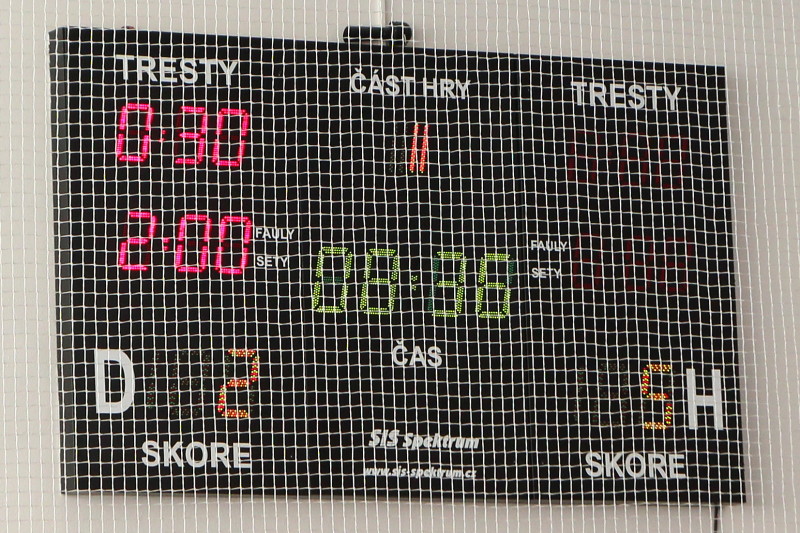 TRESTY ČÁST HRY TRESTY
0:30 11
2:00 FAULY
SETY
08:36
FAULY
SETY
ČAS
D 2 5 H
SKORE SiS Spektrum SKORE
www.sis-spektrum.cz